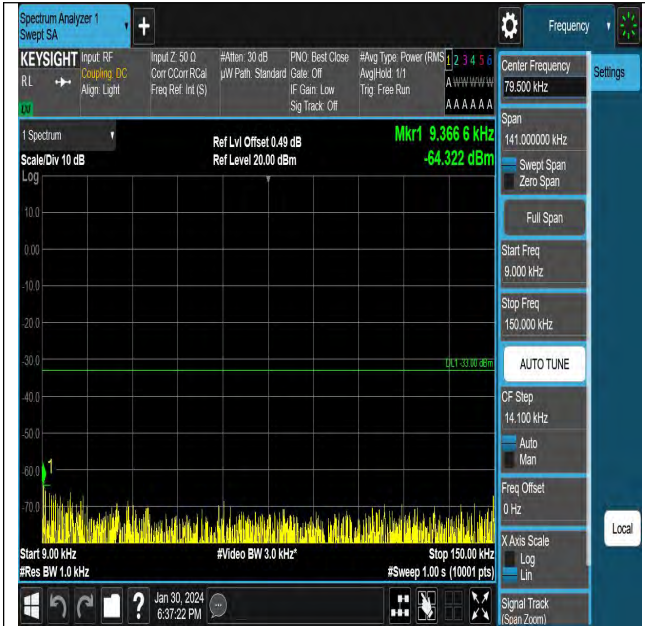 Spectrum Analyzer 1
Swept SA
+
Frequency
KEYSIGHT
RL
LXI
Input: RF
Coupling: DC
Align: Light
Input Z: 50 Ω
Corr CCorr RCal
Freq Ref: Int (S)
#Atten: 30 dB
µW Path: Standard
PNO: Best Close
Gate: Off
IF Gain: Low
Sig Track: Off
#Avg Type: Power (RMS
Avg|Hold: 1/1
Trig: Free Run
1 2 3 4 5 6
A W W W W W
A A A A A A
Center Frequency
79.500 kHz
Settings
1 Spectrum
Scale/Div 10 dB
Ref Lvl Offset 0.49 dB
Ref Level 20.00 dBm
Mkr1 9.366 6 kHz
-64.322 dBm
Span
141.000000 kHz
Swept Span
Zero Span
Full Span
Start Freq
9.000 kHz
Stop Freq
150.000 kHz
AUTO TUNE
CF Step
14.100 kHz
Auto
Man
Freq Offset
0 Hz
X Axis Scale
Log
Lin
Local
Signal Track
(Span Zoom)
Log
10.0
0.00
-10.0
-20.0
-30.0
DL1 -33.00 dBm
-40.0
-50.0
-60.0
1
-70.0
Start 9.00 kHz
#Video BW 3.0 kHz*
Stop 150.00 kHz
#Res BW 1.0 kHz
#Sweep 1.00 s (10001 pts)
?
Jan 30, 2024
6:37:22 PM